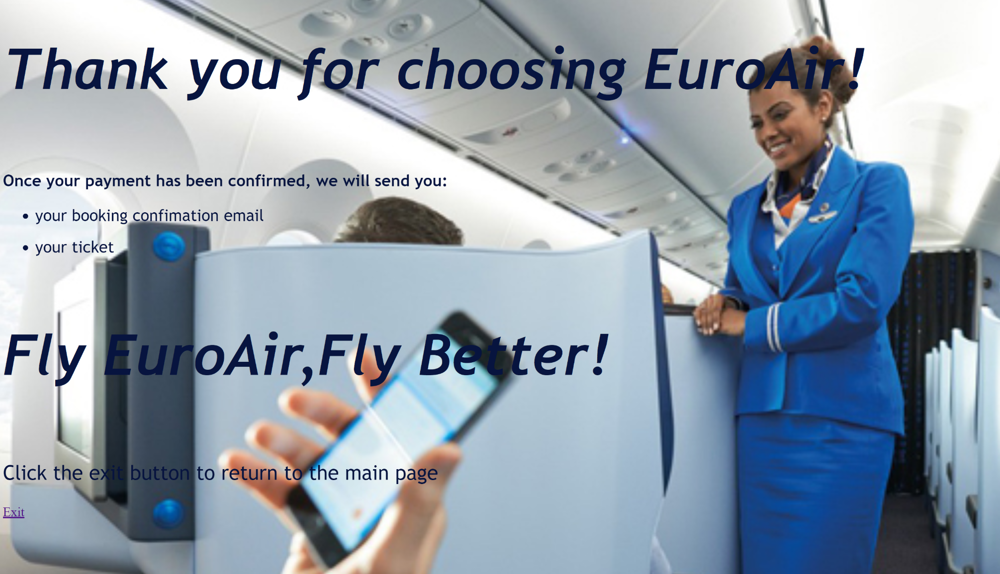 Thank you for choosing EuroAir!
Once your payment has been confirmed, we will send you:
• your booking confimation email
• your ticket
Fly EuroAir,Fly Better!
Click the exit button to return to the main page
Exit